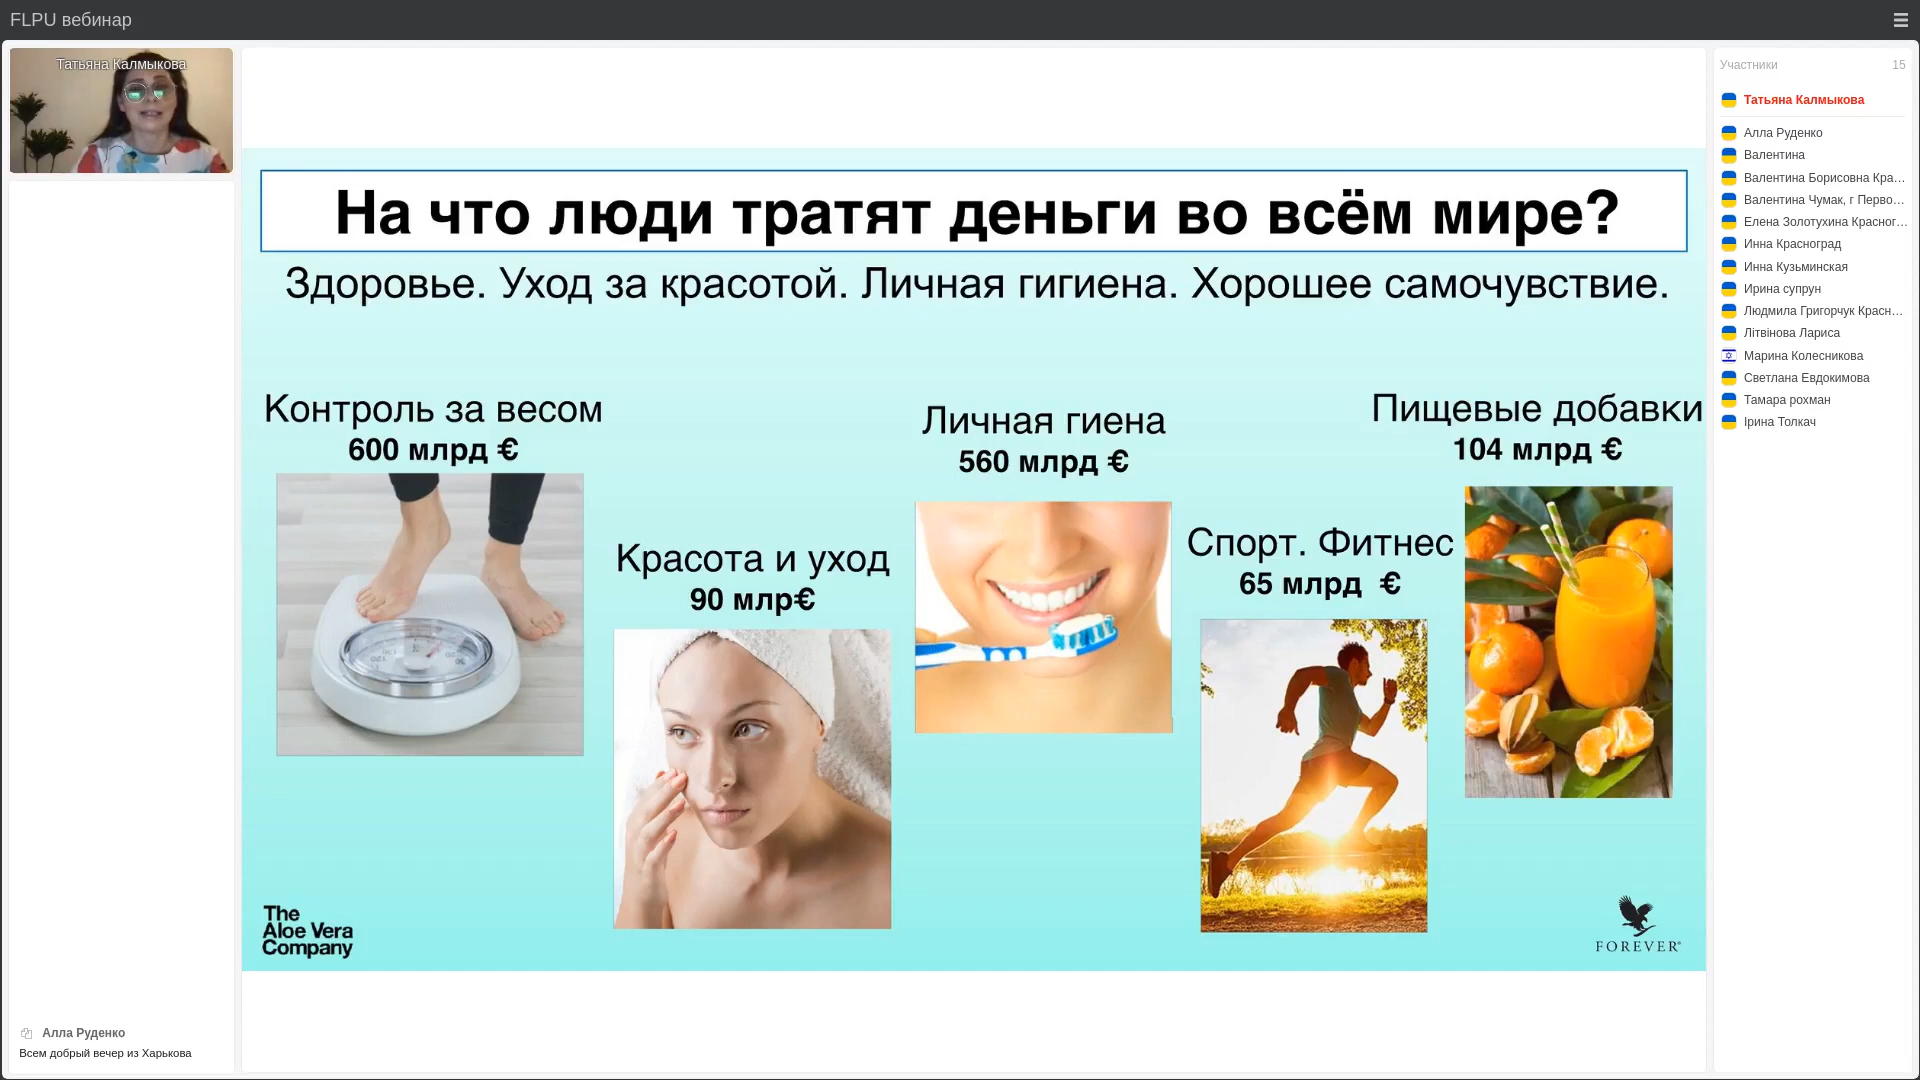 FLPU вебинар
Татьяна Калмыкова
На что люди тратят деньги во всём мире?
Здоровье. Уход за красотой. Личная гигиена. Хорошее самочувствие.
Контроль за весом
600 млрд €
Красота и уход
90 млр€
Личная гиена
560 млрд €
Спорт. Фитнес
65 млрд €
Пищевые добавки
104 млрд €
The
Aloe Vera
Company
FOREVER®
Алла Руденко
Всем добрый вечер из Харькова
Участники 15
Татьяна Калмыкова
Алла Руденко
Валентина
Валентина Борисовна Кра...
Валентина Чумак, г Перво...
Елена Золотухина Красног...
Инна Красноград
Инна Кузьминская
Ирина супрун
Людмила Григорчук Красн...
Літвінова Лариса
Марина Колесникова
Светлана Евдокимова
Тамара рохман
Ірина Толкач